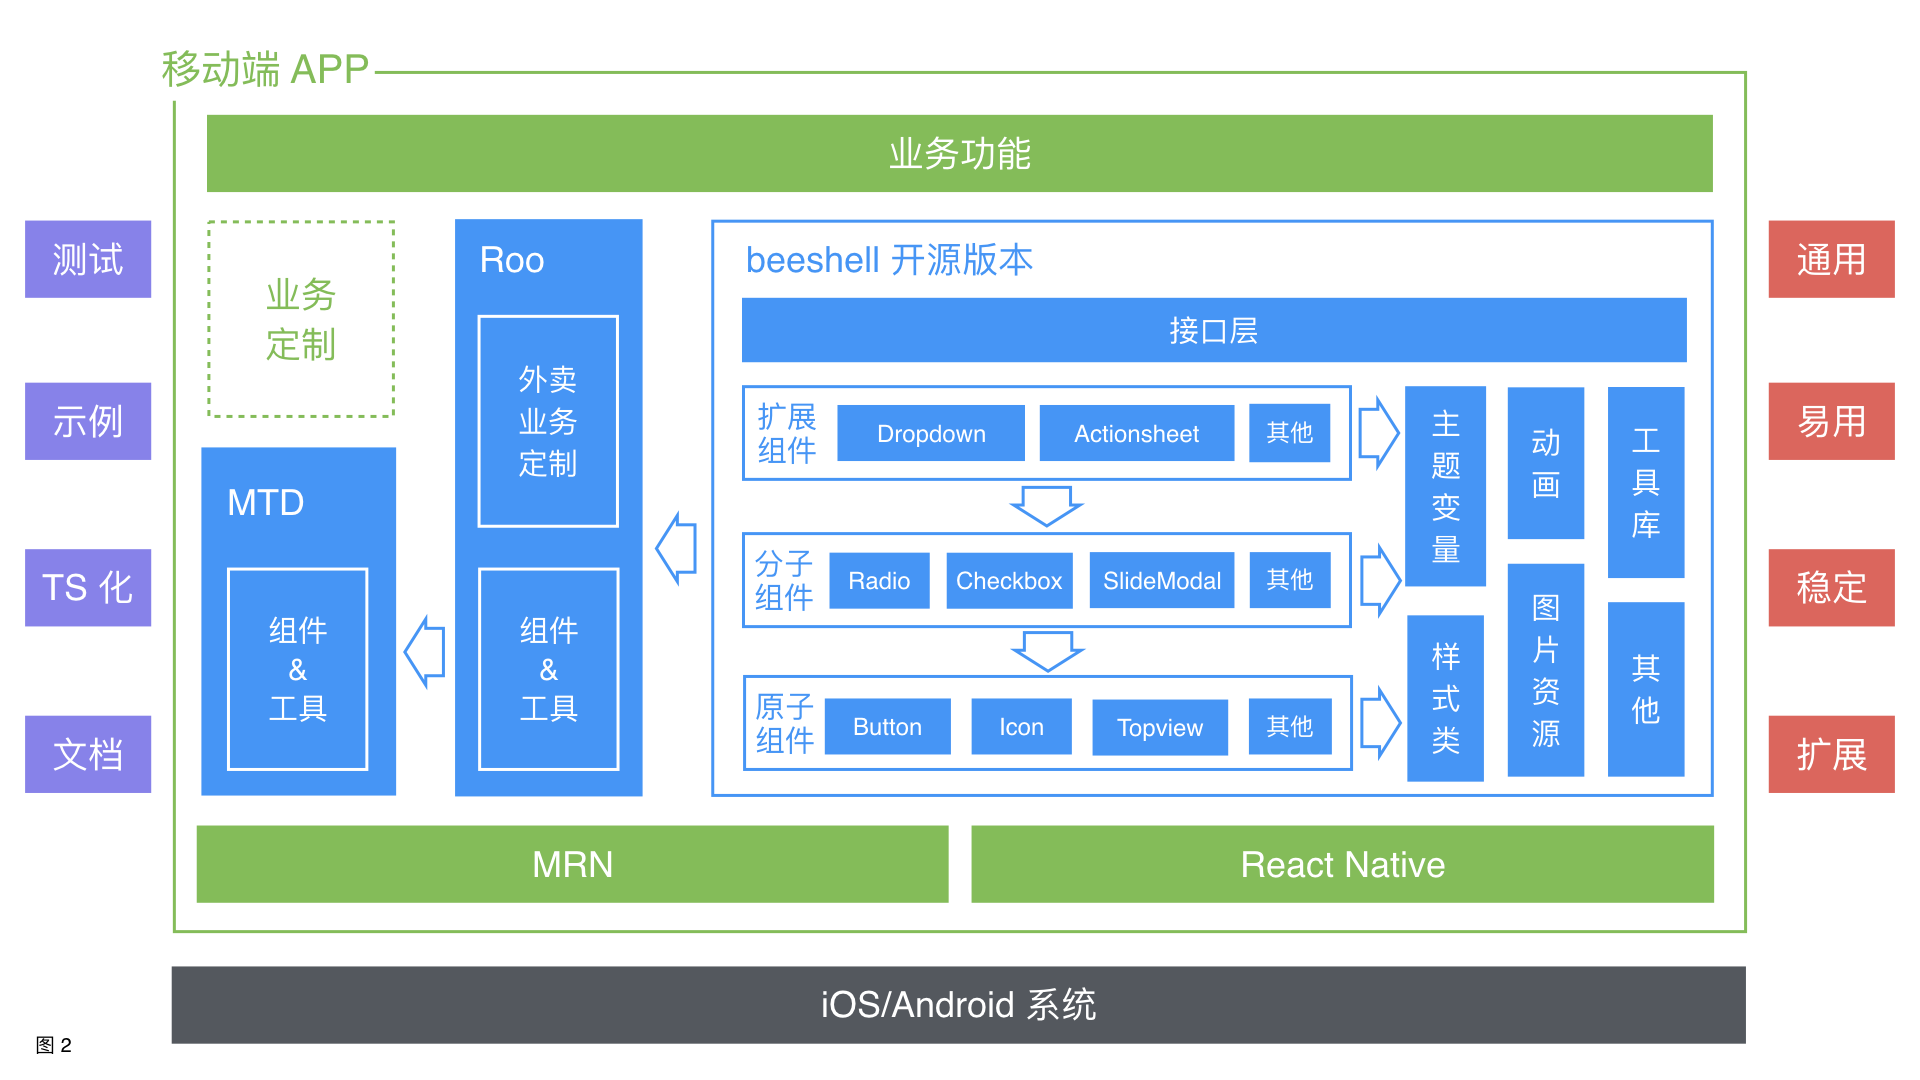 移动端 APP
业务功能
测试
示例
TS 化
文档
业务
定制
MTD
组件
&
工具
Roo
外卖
业务
定制
组件
&
工具
beeshell 开源版本
接口层
扩展
组件
Dropdown
Actionsheet
其他
分子
组件
Radio
Checkbox
SlideModal
其他
原子
组件
Button
Icon
Topview
其他
主
题
变
量
样
式
类
动
画
图
片
资
源
工
具
库
其
他
通用
易用
稳定
扩展
MRN
React Native
iOS/Android 系统
图 2